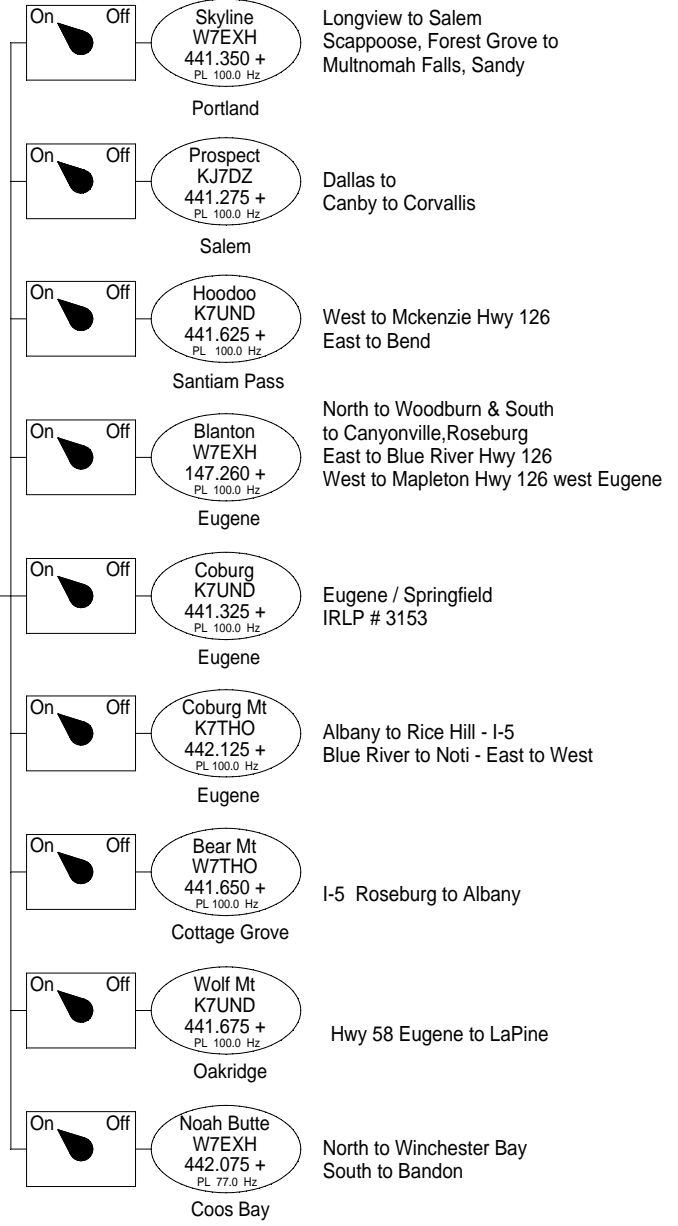 On Off
Skyline
W7EXH
441.350 +
PL 100.0 Hz
Portland
Longview to Salem
Scappoose, Forest Grove to
Multnomah Falls, Sandy
On Off
Prospect
KJ7DZ
441.275 +
PL 100.0 Hz
Salem
Dallas to
Canby to Corvallis
On Off
Hoodoo
K7UND
441.625 +
PL 100.0 Hz
Santiam Pass
West to Mckenzie Hwy 126
East to Bend
On Off
Blanton
W7EXH
147.260 +
PL 100.0 Hz
Eugene
North to Woodburn & South
to Canyonville,Roseburg
East to Blue River Hwy 126
West to Mapleton Hwy 126 west Eugene
On Off
Coburg
K7UND
441.325 +
PL 100.0 Hz
Eugene
Eugene / Springfield
IRLP # 3153
On Off
Coburg Mt
K7THO
442.125 +
PL 100.0 Hz
Eugene
Albany to Rice Hill - I-5
Blue River to Noti - East to West
On Off
Bear Mt
W7THO
441.650 +
PL 100.0 Hz
Cottage Grove
I-5 Roseburg to Albany
On Off
Wolf Mt
K7UND
441.675 +
PL 100.0 Hz
Oakridge
Hwy 58 Eugene to LaPine
On Off
Noah Butte
W7EXH
442.075 +
PL 77.0 Hz
Coos Bay
North to Winchester Bay
South to Bandon